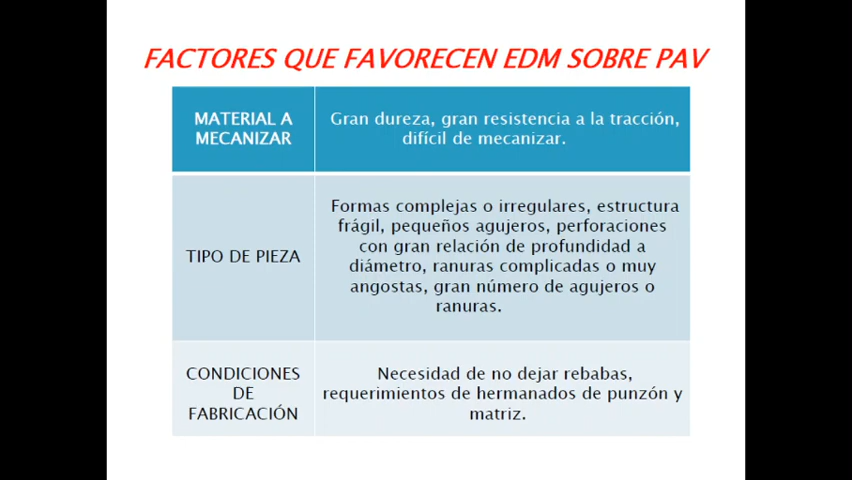 FACTORES QUE FAVORECEN EDM SOBRE PAV
MATERIAL A
MECANIZAR
Gran dureza, gran resistencia a la tracción,
difícil de mecanizar.
TIPO DE PIEZA
Formas complejas o irregulares, estructura
frágil, pequeños agujeros, perforaciones
con gran relación de profundidad a
diámetro, ranuras complicadas o muy
angostas, gran número de agujeros o
ranuras.
CONDICIONES
DE
FABRICACIÓN
Necesidad de no dejar rebabas,
requerimientos de hermanados de punzón y
matriz.